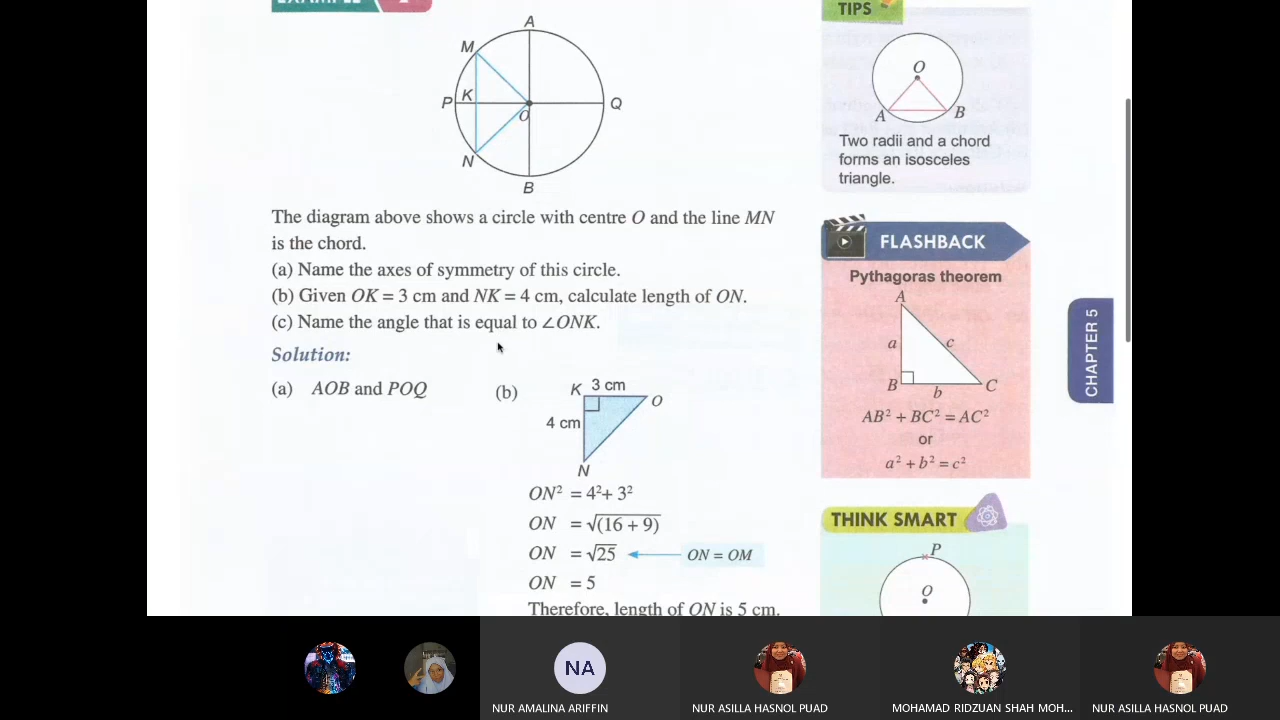 EXAMPLE
A
M
P K O Q
N
B
The diagram above shows a circle with centre O and the line MN
is the chord.
(a) Name the axes of symmetry of this circle.
(b) Given OK = 3 cm and NK = 4 cm, calculate length of ON.
(c) Name the angle that is equal to ∠ONK.
Solution:
(a) AOB and POQ
(b)
K 3 cm O
4 cm
N
ON² = 4² + 3²
ON = √(16 + 9)
ON = √25 ON = OM
ON = 5
Therefore, length of ON is 5 cm.
TIPS
O
A B
Two radii and a chord
forms an isosceles
triangle.
FLASHBACK
Pythagoras theorem
A
a c
B b C
AB² + BC² = AC²
or
a² + b² = c²
THINK SMART
P
O
CHAPTER 5
NA
NUR AMALINA ARIFFIN
NUR ASILLA HASNOL PUAD
MOHAMAD RIDZUAN SHAH MOH...
NUR ASILLA HASNOL PUAD